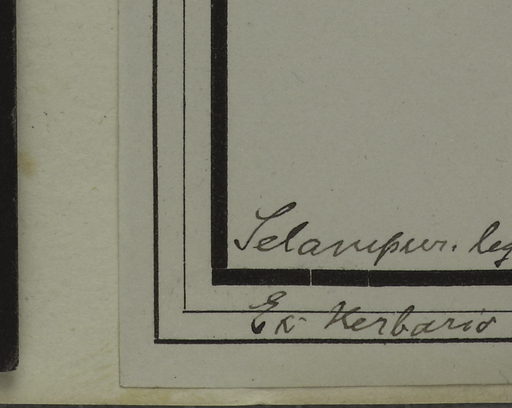 Selampur. leg
Ex Herbario